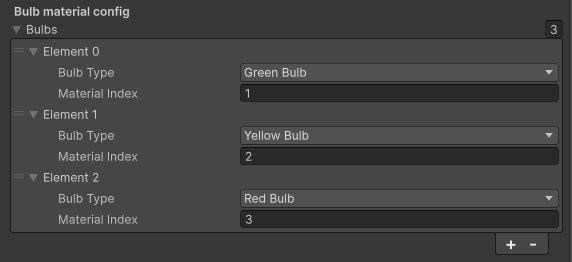 Bulb material config
Bulbs 3
Element 0
Bulb Type Green Bulb
Material Index 1
Element 1
Bulb Type Yellow Bulb
Material Index 2
Element 2
Bulb Type Red Bulb
Material Index 3
+ -